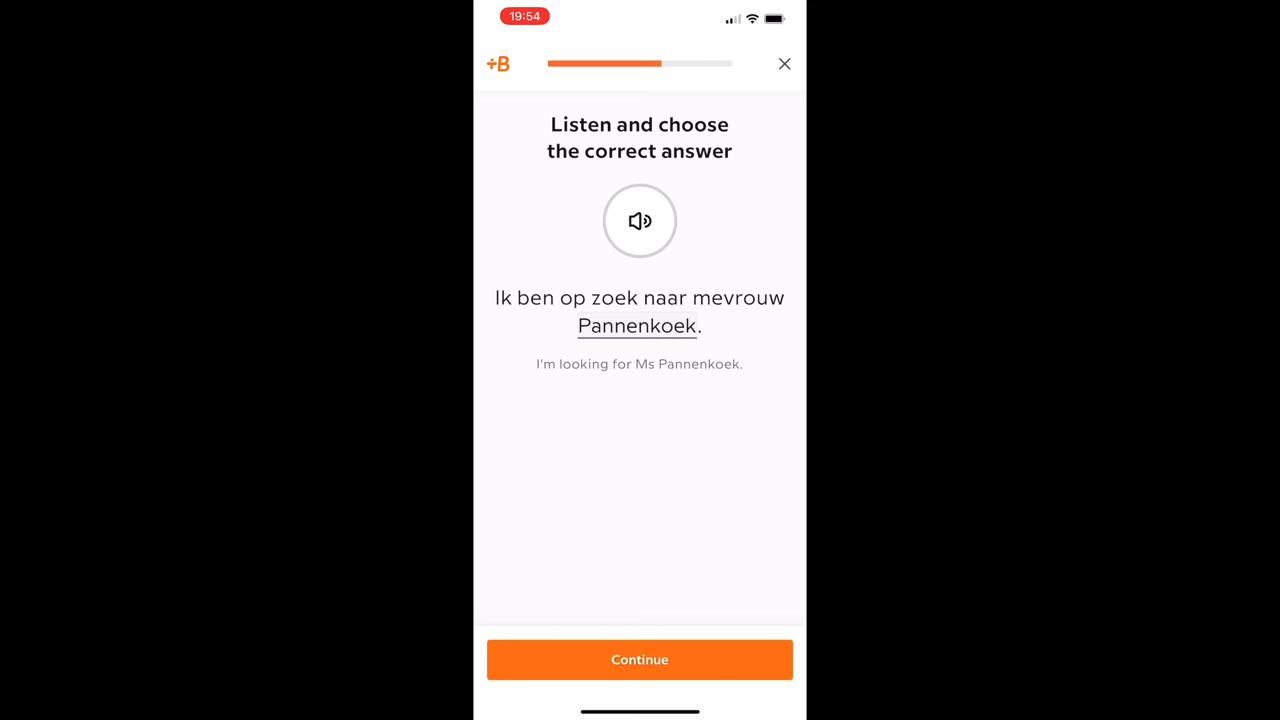 19:54
+B
Listen and choose
the correct answer
Ik ben op zoek naar mevrouw
Pannenkoek.
I'm looking for Ms Pannenkoek.
Continue